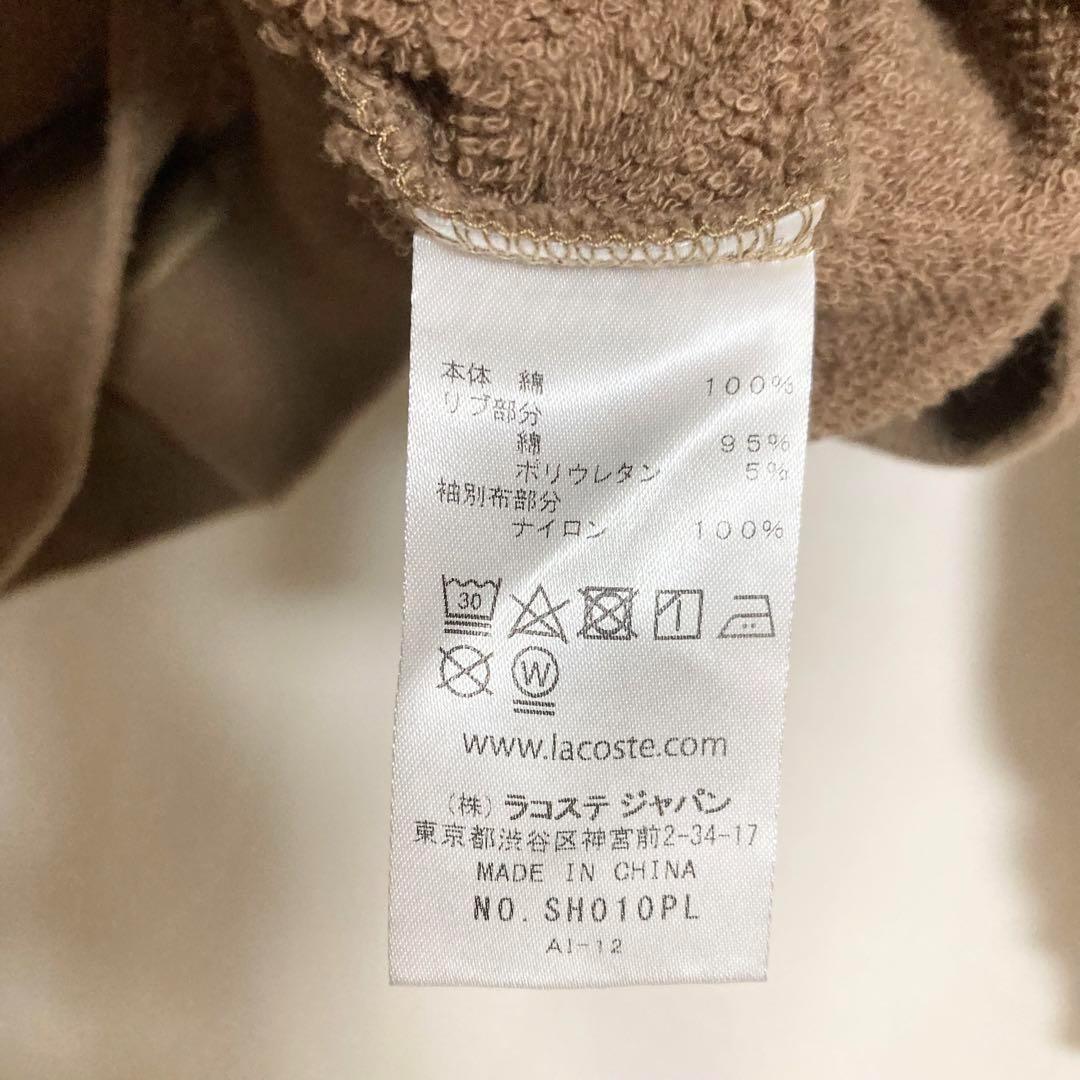 本体 綿 100%
リブ部分
綿 95%
ポリウレタン 5%
袖別布部分
ナイロン 100%
30
W
www.lacoste.com
(株) ラコステ ジャパン
東京都渋谷区神宮前2-34-17
MADE IN CHINA
NO. SH010PL
AI-12